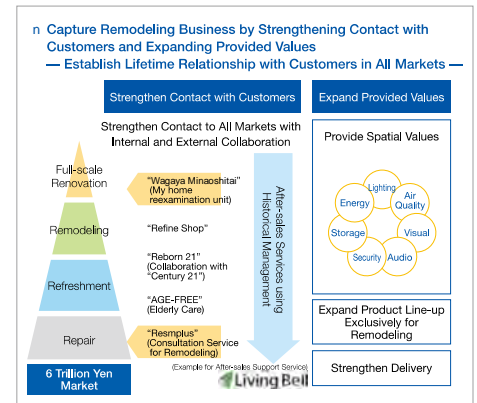 n Capture Remodeling Business by Strengthening Contact with
Customers and Expanding Provided Values
— Establish Lifetime Relationship with Customers in All Markets —
Strengthen Contact with Customers
Expand Provided Values
Strengthen Contact to All Markets with
Internal and External Collaboration
Full-scale
Renovation
Remodeling
Refreshment
Repair
6 Trillion Yen
Market
"Wagaya Minaoshitai"
(My home
reexamination unit)
"Refine Shop"
"Reborn 21"
(Collaboration with
"Century 21")
"AGE-FREE"
(Elderly Care)
"Resmplus"
(Consultation Service
for Remodeling)
After-sales Services using
Historical Management
(Example for After-sales Support Service)
Living Bell
Provide Spatial Values
Lighting
Air
Quality
Visual
Audio
Security
Storage
Energy
Expand Product Line-up
Exclusively for
Remodeling
Strengthen Delivery